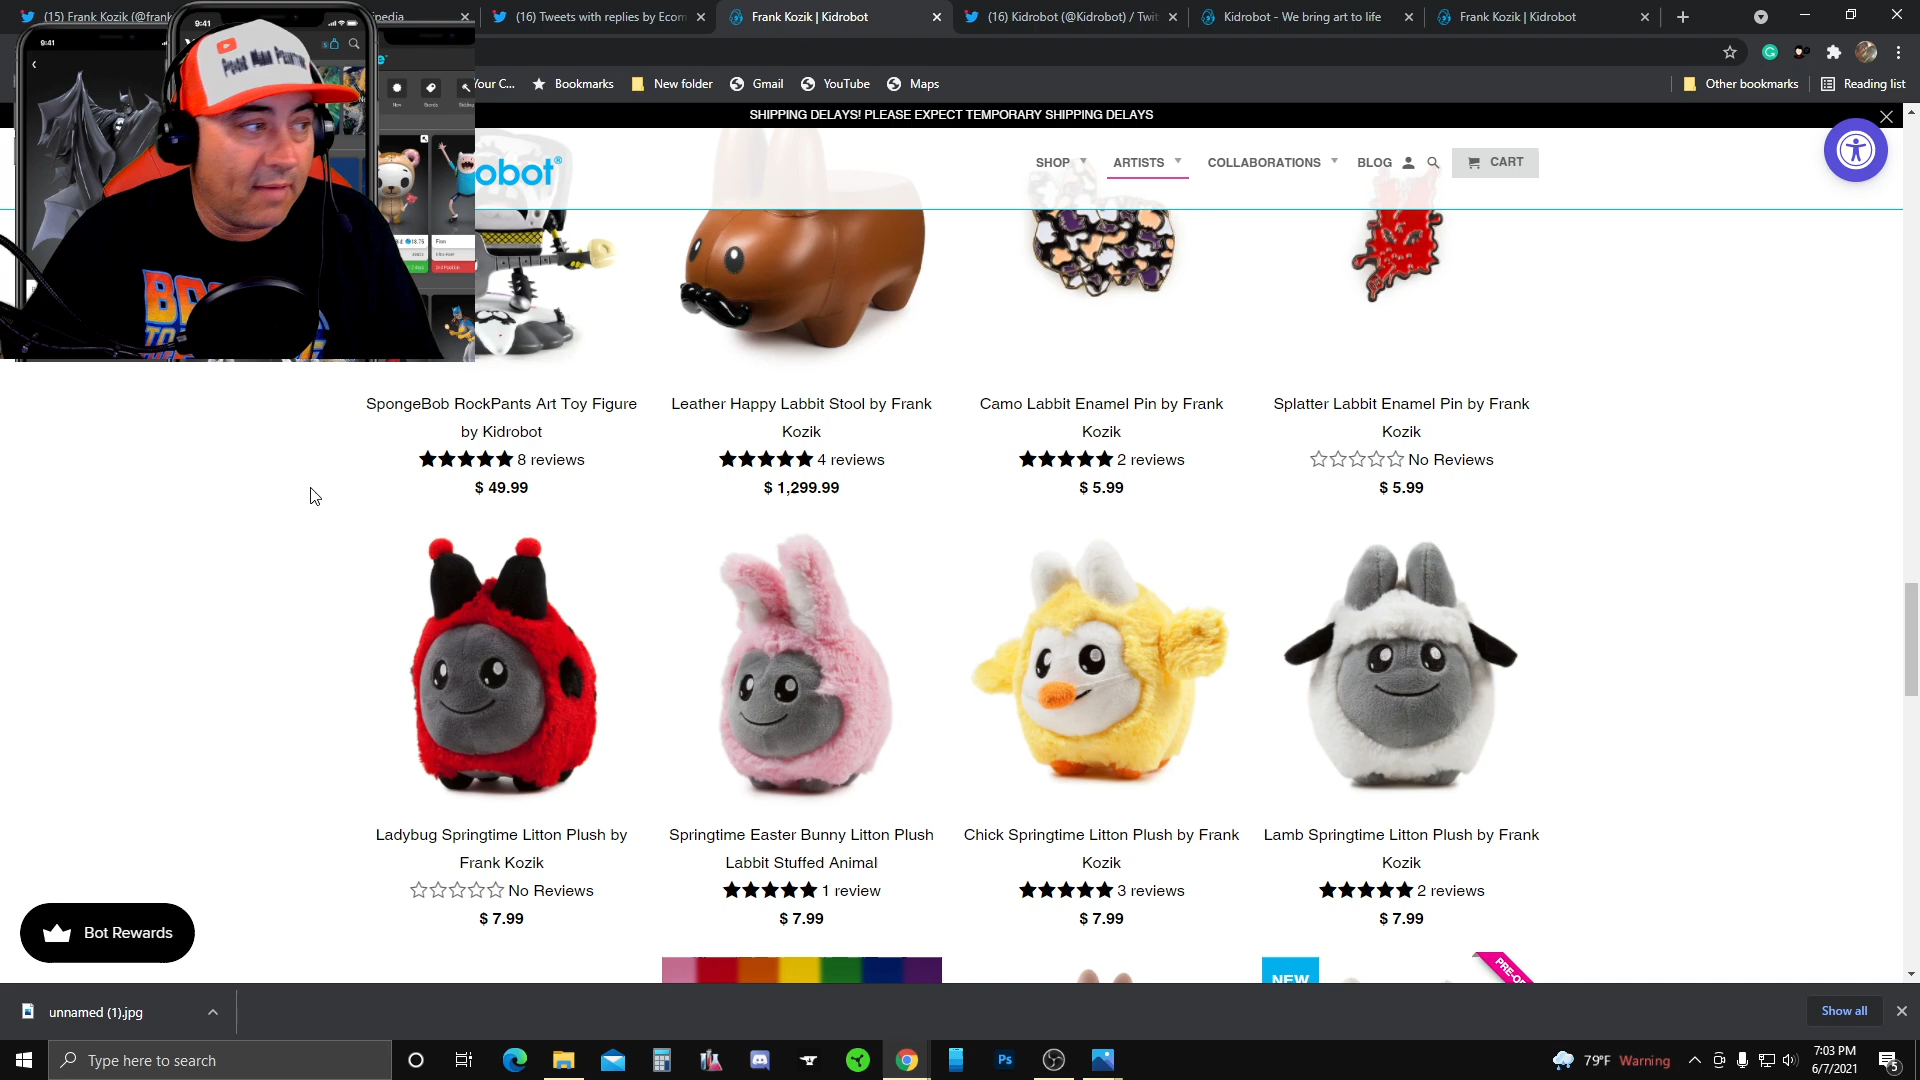 (15) Frank Kozik (@frank
pedia
(16) Tweets with replies by Ecom
Frank Kozik | Kidrobot
(16) Kidrobot (@Kidrobot) / Twit
Kidrobot - We bring art to life
Frank Kozik | Kidrobot
Your C...
Bookmarks
New folder
Gmail
YouTube
Maps
Other bookmarks
Reading list
SHIPPING DELAYS! PLEASE EXPECT TEMPORARY SHIPPING DELAYS
9:41
9:41
obot®
SHOP
ARTISTS
COLLABORATIONS
BLOG
CART
Finn
SpongeBob RockPants Art Toy Figure
by Kidrobot
8 reviews
$ 49.99
Leather Happy Labbit Stool by Frank
Kozik
4 reviews
$ 1,299.99
Camo Labbit Enamel Pin by Frank
Kozik
2 reviews
$ 5.99
Splatter Labbit Enamel Pin by Frank
Kozik
No Reviews
$ 5.99
Ladybug Springtime Litton Plush by
Frank Kozik
No Reviews
$ 7.99
Springtime Easter Bunny Litton Plush
Labbit Stuffed Animal
1 review
$ 7.99
Chick Springtime Litton Plush by Frank
Kozik
3 reviews
$ 7.99
Lamb Springtime Litton Plush by Frank
Kozik
2 reviews
$ 7.99
NEW
Bot Rewards
unnamed (1).jpg
Show all
Type here to search
Ps
79°F Warning
7:03 PM
6/7/2021
5